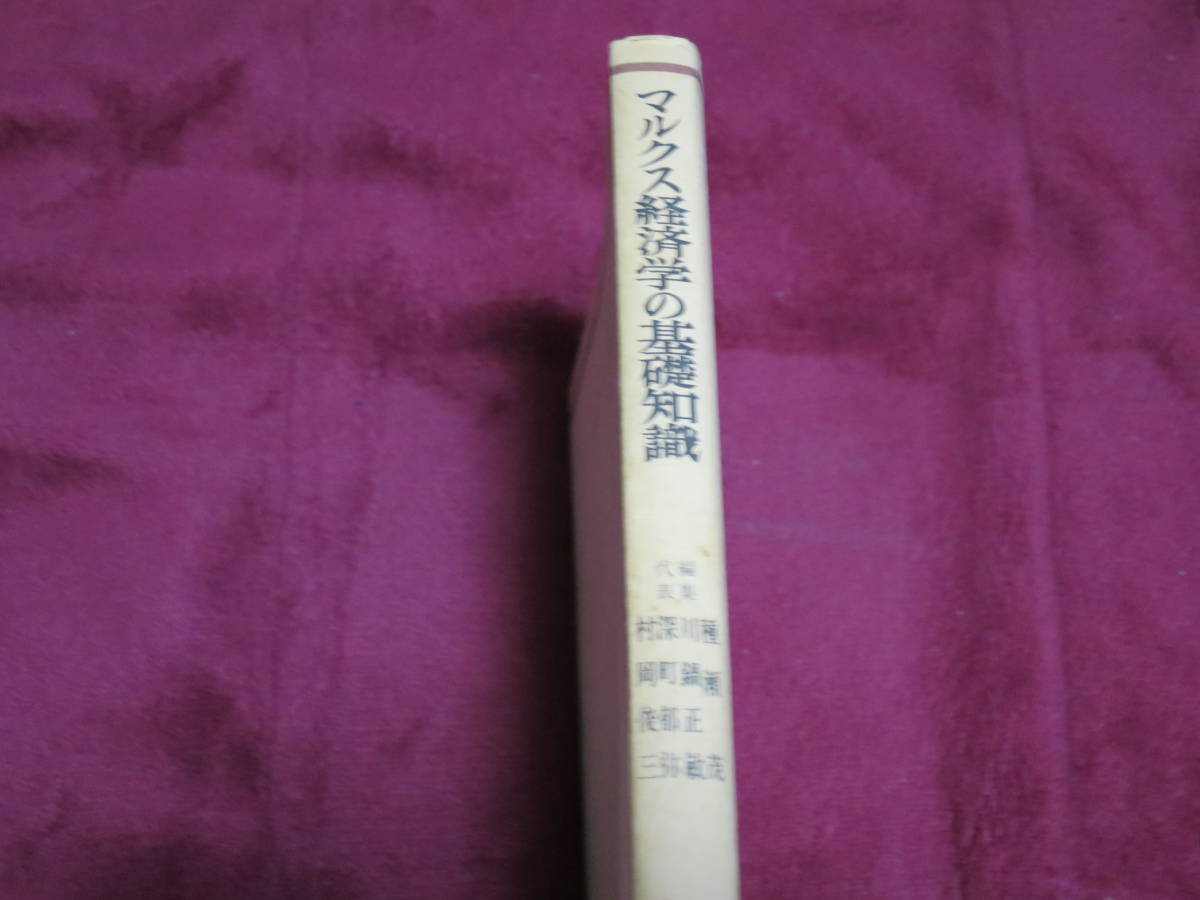 マルクス経済学の基礎知識
編集
代表
種瀬茂
川鍋正敏
深町郁弥
村岡俊三